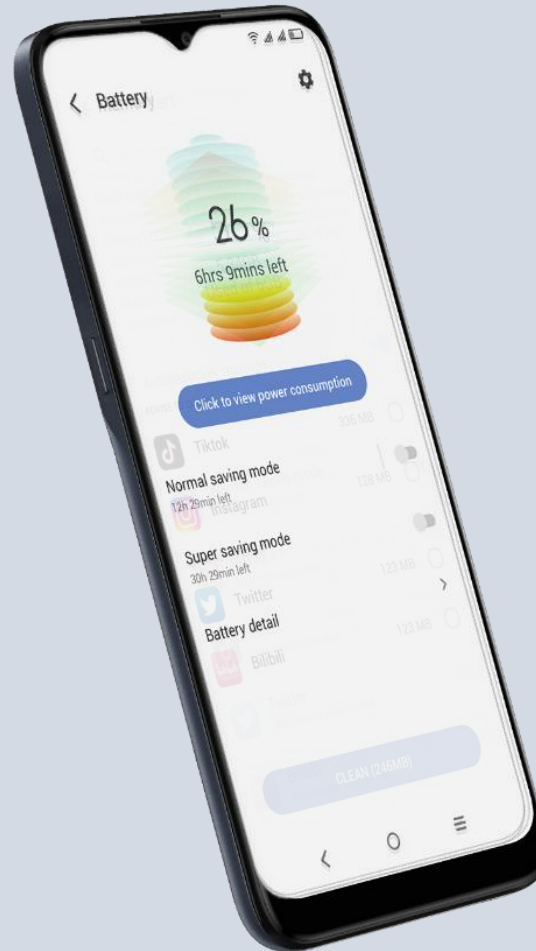 Battery
26%
6hrs 9mins left
Click to view power consumption
Tiktok
336 MB
Normal saving mode
12h 29min left
Instagram
128 MB
Super saving mode
30h 29min left
Twitter
123 MB
Battery detail
Bilibili
123 MB
CLEAN (246MB)